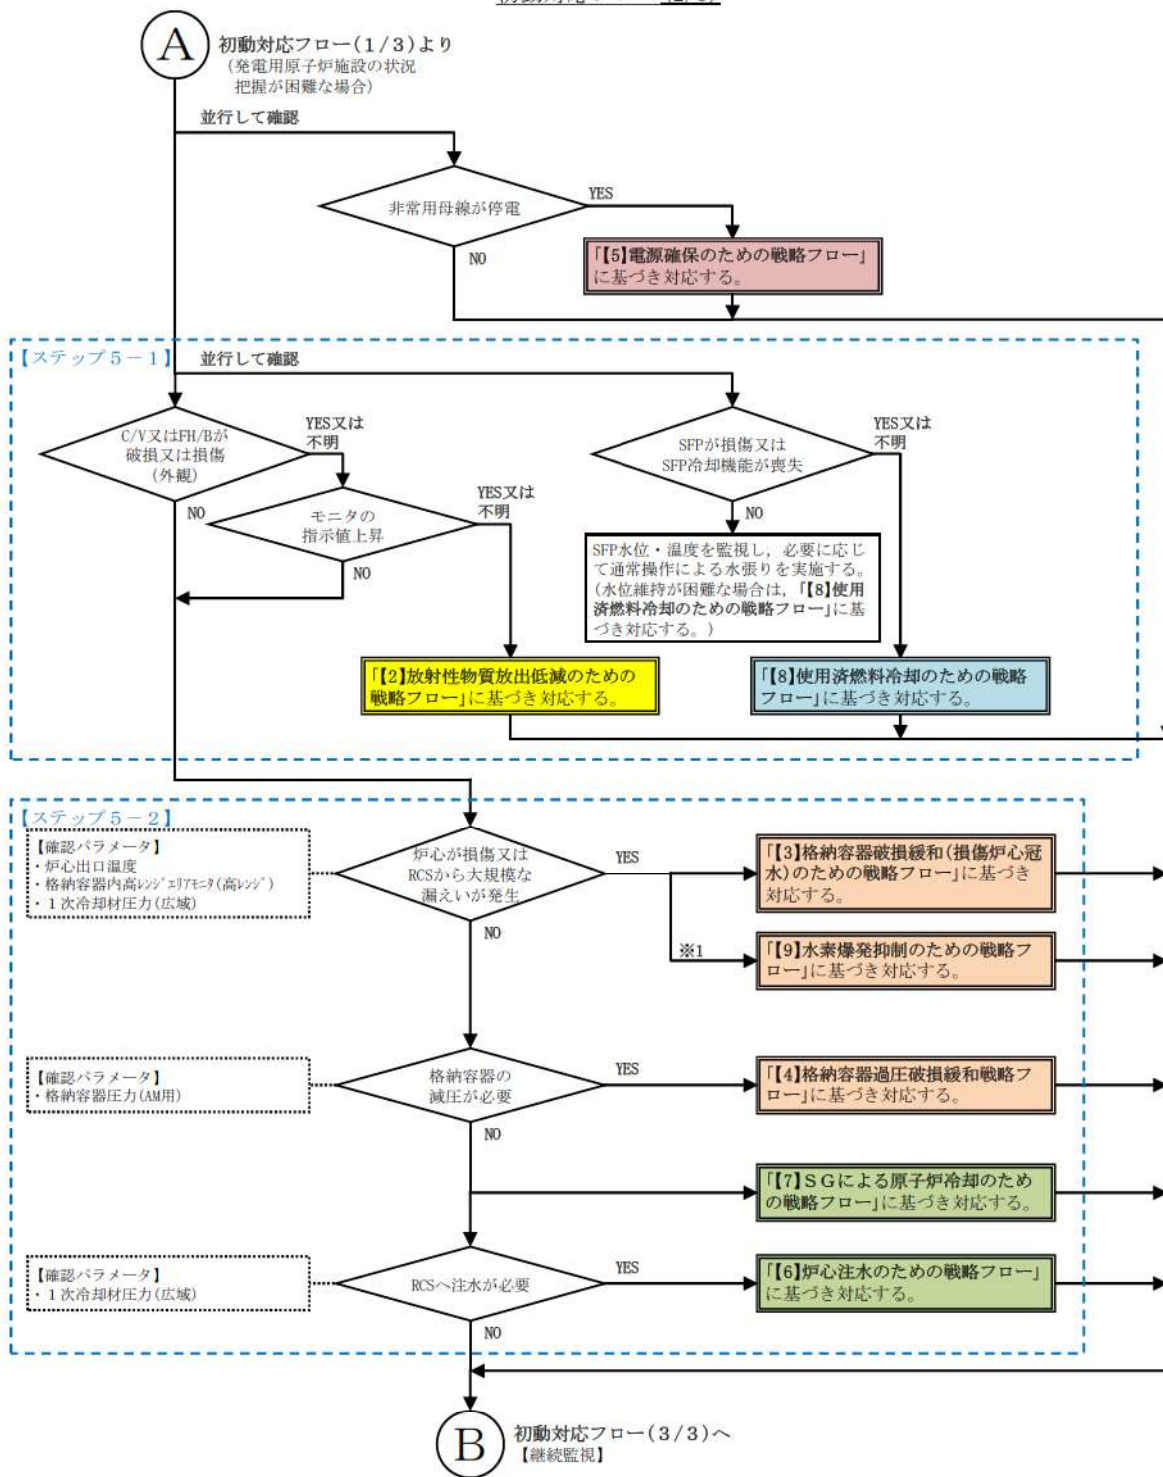 A
初動対応フロー(1/3)より
(発電用原子炉施設の状況
把握が困難な場合)
並行して確認
非常用母線が停電
YES
NO
「【5】電源確保のための戦略フロー」
に基づき対応する。
【ステップ5-1】
並行して確認
C/V又はFH/Bが
破損又は損傷
(外観)
YES又は
不明
NO
モニタの
指示値上昇
YES又は
不明
NO
SFPが損傷又は
SFP冷却機能が喪失
YES又は
不明
NO
SFP水位・温度を監視し，必要に応じ
て通常操作による水張りを実施する。
(水位維持が困難な場合は，「【8】使用
済燃料冷却のための戦略フロー」に基
づき対応する。)
「【2】放射性物質放出低減のための
戦略フロー」に基づき対応する。
「【8】使用済燃料冷却のための戦略
フロー」に基づき対応する。
【ステップ5-2】
【確認パラメータ】
・炉心出口温度
・格納容器内高ﾚﾝｼﾞｴﾘｱﾓﾆﾀ(高ﾚﾝｼﾞ)
・１次冷却材圧力(広域)
炉心が損傷又は
RCSから大規模な
漏えいが発生
YES
NO
「【3】格納容器破損緩和(損傷炉心冠
水)のための戦略フロー」に基づき
対応する。
※1
「【9】水素爆発抑制のための戦略フ
ロー」に基づき対応する。
【確認パラメータ】
・格納容器圧力(AM用)
格納容器の
減圧が必要
YES
NO
「【4】格納容器過圧破損緩和戦略フ
ロー」に基づき対応する。
「【7】ＳＧによる原子炉冷却のため
の戦略フロー」に基づき対応する。
【確認パラメータ】
・１次冷却材圧力(広域)
RCSへ注水が必要
YES
NO
「【6】炉心注水のための戦略フロー」
に基づき対応する。
B
初動対応フロー(3/3)へ
【継続監視】